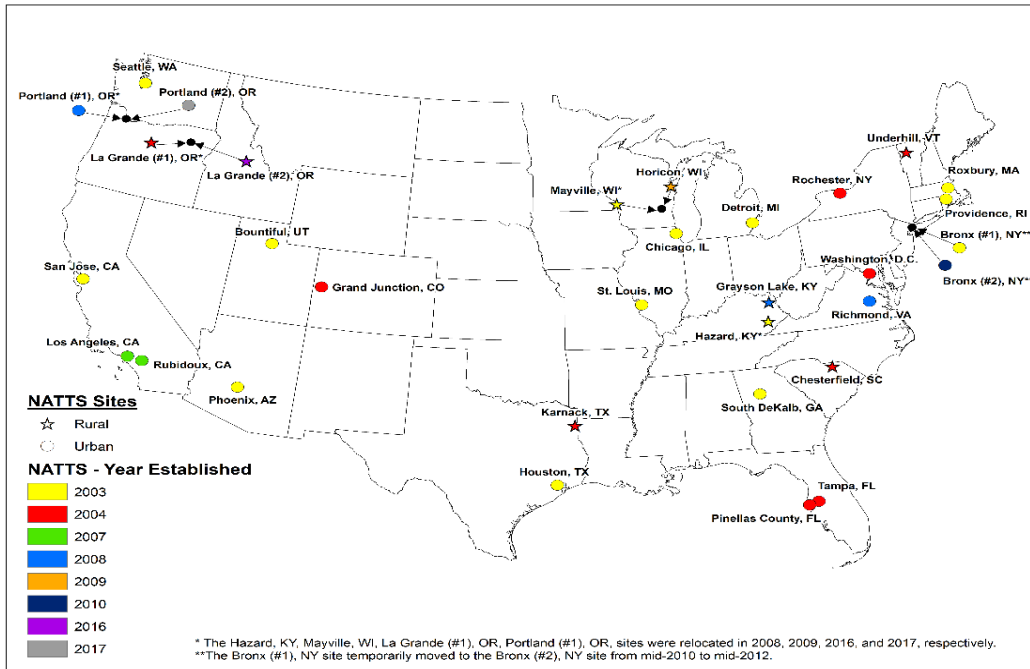 Seattle, WA
Portland (#1), OR*
Portland (#2), OR
La Grande (#1), OR*
La Grande (#2), OR
Underhill, VT
Horicon, WI
Roxbury, MA
Mayville, WI*
Rochester, NY
Detroit, MI
Providence, RI
Bountiful, UT
Chicago, IL
Bronx (#1), NY**
San Jose, CA
Washington, D.C.
Bronx (#2), NY**
Grand Junction, CO
St. Louis, MO
Grayson Lake, KY
Richmond, VA
Los Angeles, CA
Hazard, KY*
Rubidoux, CA
Chesterfield, SC
Phoenix, AZ
South DeKalb, GA
Karnack, TX
Houston, TX
Tampa, FL
Pinellas County, FL
NATTS Sites
Rural
Urban
NATTS - Year Established
2003
2004
2007
2008
2009
2010
2016
2017
* The Hazard, KY, Mayville, WI, La Grande (#1), OR, Portland (#1), OR, sites were relocated in 2008, 2009, 2016, and 2017, respectively.
**The Bronx (#1), NY site temporarily moved to the Bronx (#2), NY site from mid-2010 to mid-2012.